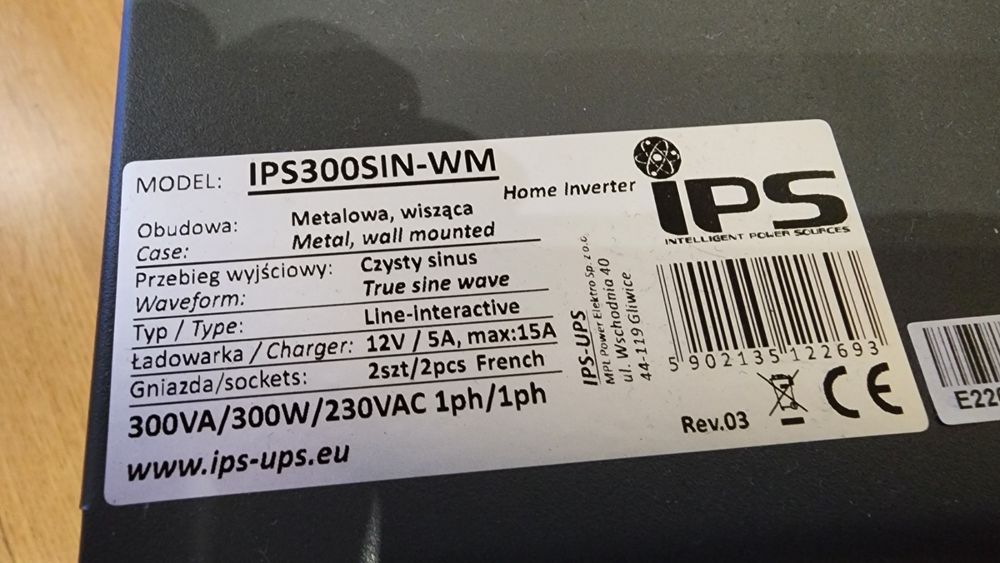 MODEL: IPS300SIN-WM
Home Inverter
IPS
INTELLIGENT POWER SOURCES
Obudowa: Metalowa, wisząca
Case: Metal, wall mounted
Przebieg wyjściowy: Czysty sinus
Waveform: True sine wave
Typ / Type: Line-interactive
Ładowarka / Charger: 12V / 5A, max:15A
Gniazda/sockets: 2szt/2pcs French
300VA/300W/230VAC 1ph/1ph
www.ips-ups.eu
IPS-UPS
MPL Power Elektro Sp. z o.o.
ul. Wschodnia 40
44-119 Gliwice
5902135122693
Rev.03
CE